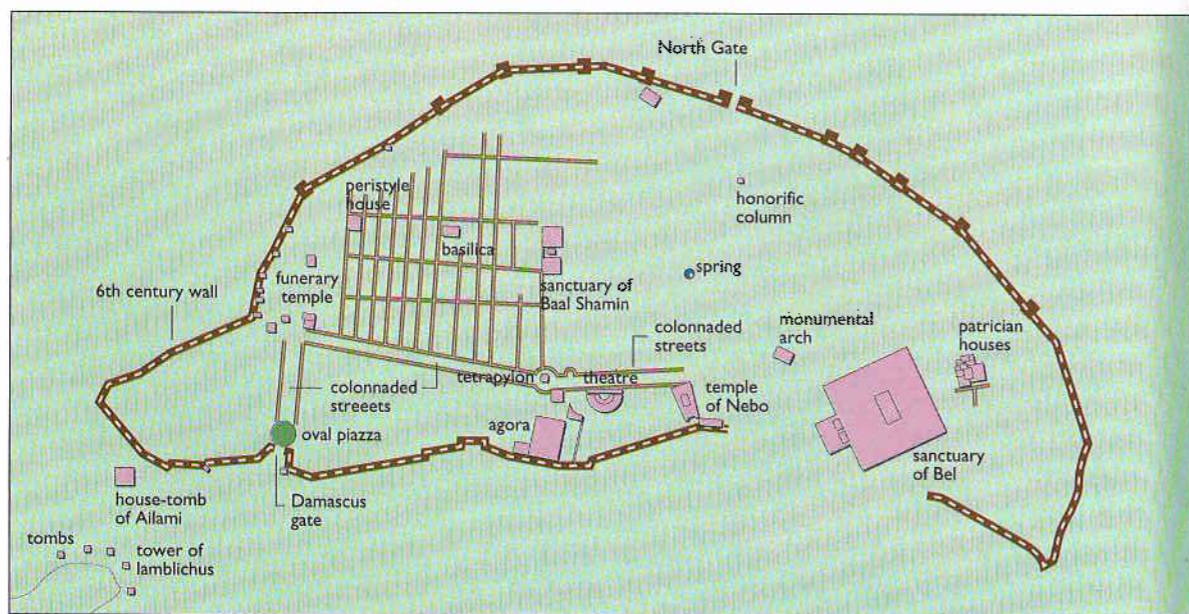 North Gate
peristyle
house
honorific
column
basilica
spring
funerary
temple
6th century wall
sanctuary of
Baal Shamin
monumental
arch
patrician
houses
colonnaded
streets
colonnaded
streeets
tetrapylon
theatre
temple
of Nebo
agora
oval piazza
sanctuary
of Bel
house-tomb
of Ailami
Damascus
gate
tombs
tower of
lamblichus